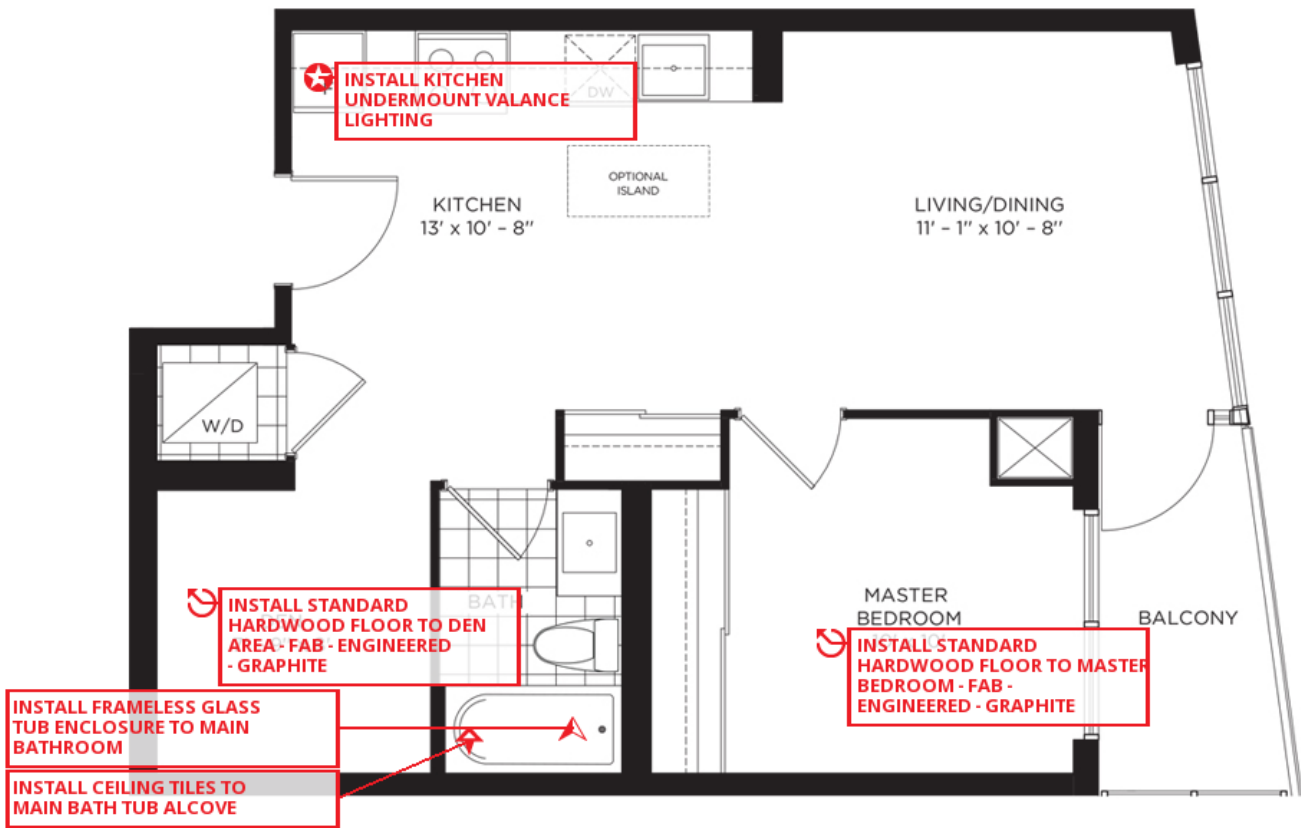 INSTALL KITCHEN
UNDERMOUNT VALANCE
LIGHTING
DW
OPTIONAL
ISLAND
KITCHEN
13' x 10' - 8"
LIVING/DINING
11' - 1" x 10' - 8"
W/D
BATH
INSTALL STANDARD
HARDWOOD FLOOR TO DEN
AREA - FAB - ENGINEERED
- GRAPHITE
MASTER
BEDROOM
BALCONY
INSTALL STANDARD
HARDWOOD FLOOR TO MASTER
BEDROOM - FAB -
ENGINEERED - GRAPHITE
INSTALL FRAMELESS GLASS
TUB ENCLOSURE TO MAIN
BATHROOM
INSTALL CEILING TILES TO
MAIN BATH TUB ALCOVE